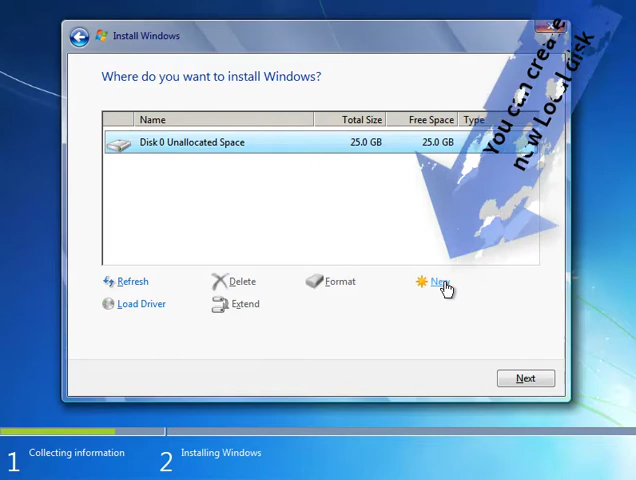 Install Windows
Where do you want to install Windows?
Name Total Size Free Space Type
Disk 0 Unallocated Space 25.0 GB 25.0 GB
Refresh Delete Format New
Load Driver Extend
Next
You can create
new Local disk
1 Collecting information 2 Installing Windows